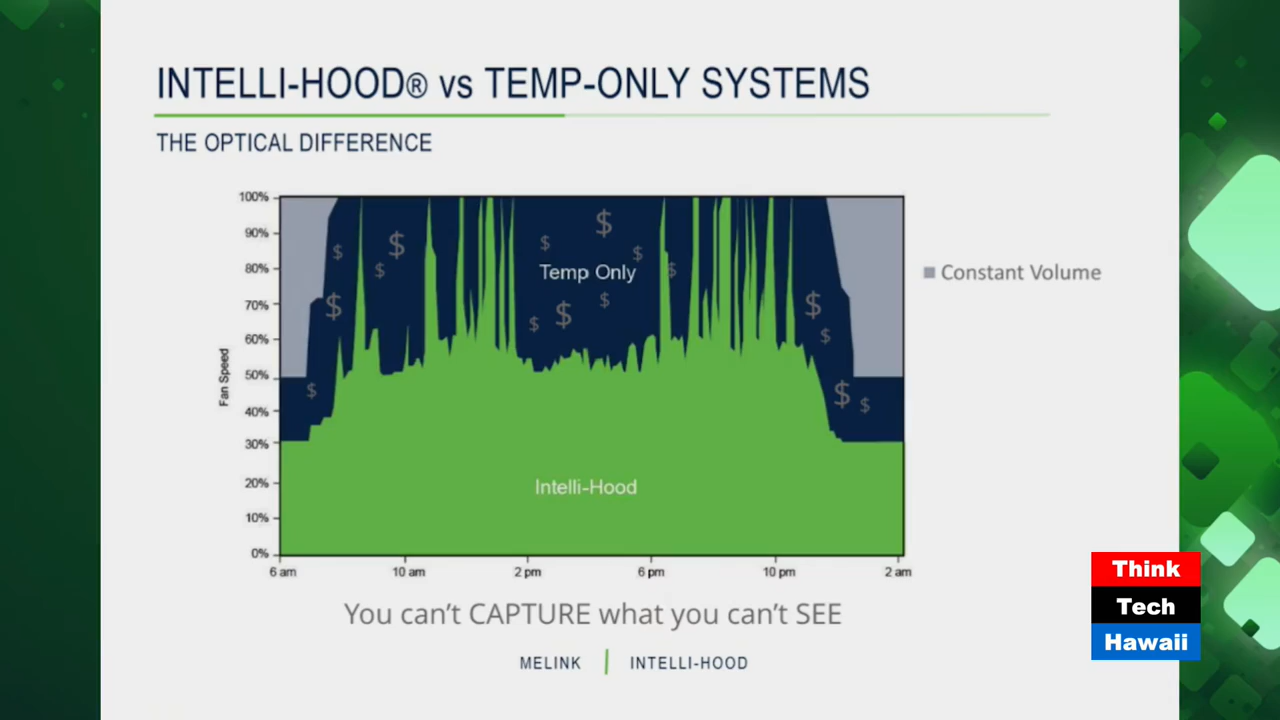 INTELLI-HOOD® vs TEMP-ONLY SYSTEMS
THE OPTICAL DIFFERENCE
100%
90%
80%
70%
60%
50%
40%
30%
20%
10%
0%
Fan Speed
$ $ $ $ $ $ $ $ $ $ $ $ $ $ $ $ $
Temp Only
Intelli-Hood
Constant Volume
6 am 10 am 2 pm 6 pm 10 pm 2 am
You can't CAPTURE what you can't SEE
MELINK | INTELLI-HOOD
Think
Tech
Hawaii